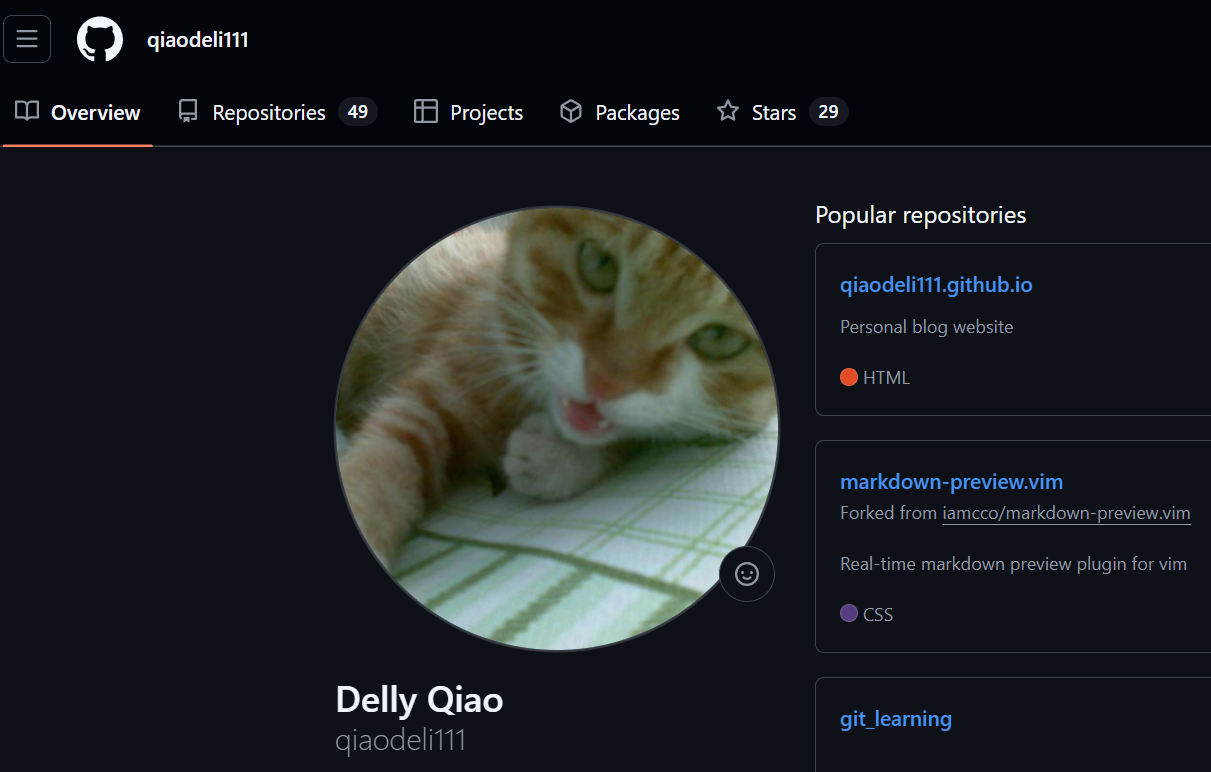 qiaodeli111
Overview
Repositories 49
Projects
Packages
Stars 29
Popular repositories
qiaodeli111.github.io
Personal blog website
HTML
markdown-preview.vim
Forked from iamcco/markdown-preview.vim
Real-time markdown preview plugin for vim
CSS
git_learning
Delly Qiao
qiaodeli111